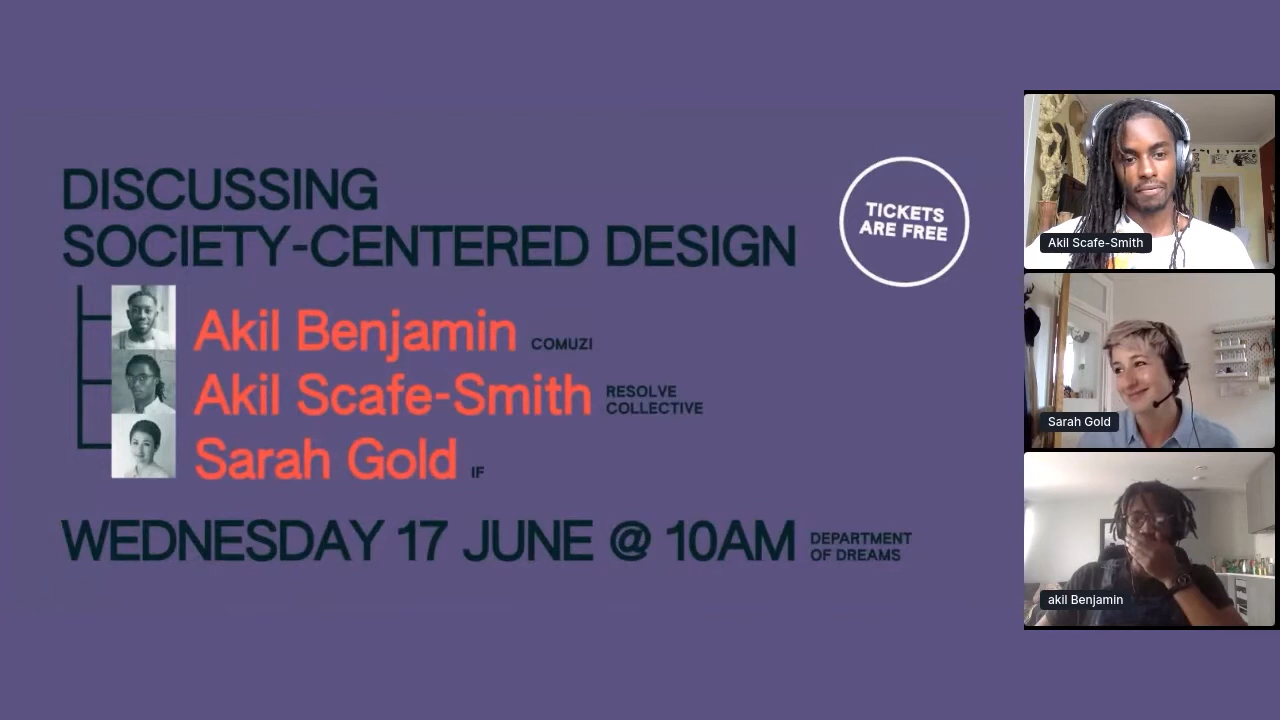 DISCUSSING
SOCIETY-CENTERED DESIGN
TICKETS
ARE FREE
Akil Benjamin COMUZI
Akil Scafe-Smith RESOLVE
COLLECTIVE
Sarah Gold IF
WEDNESDAY 17 JUNE @ 10AM DEPARTMENT
OF DREAMS
Akil Scafe-Smith
Sarah Gold
akil Benjamin